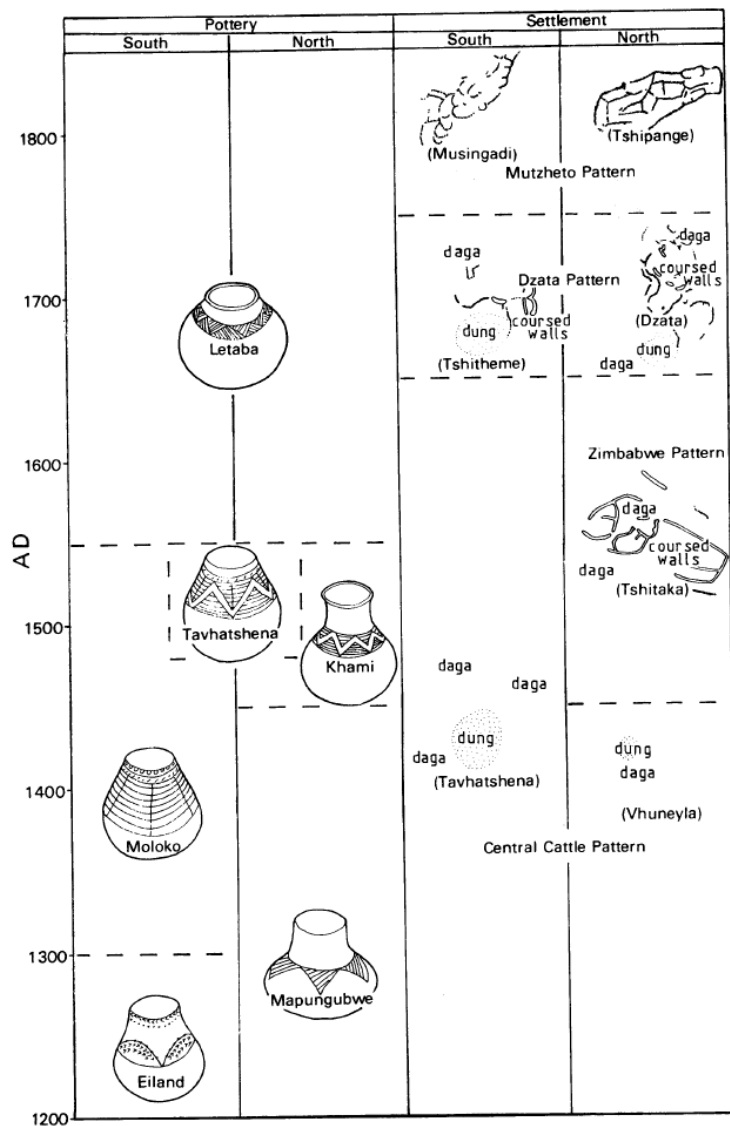 Pottery Settlement
South North South North
1800
(Musingadi) (Tshipange)
Mutzheto Pattern
daga daga
Dzata Pattern coursed
walls
1700
dung coursed
walls (Dzata)
Letaba
(Tshitheme) daga dung
Zimbabwe Pattern
1600
daga
AD
coursed
walls
daga
(Tshitaka)
1500
Tavhatshena
Khami
daga
daga
dung dung
daga daga
(Tavhatshena)
1400
(Vhuneyla)
Moloko
Central Cattle Pattern
1300
Mapungubwe
Eiland
1200